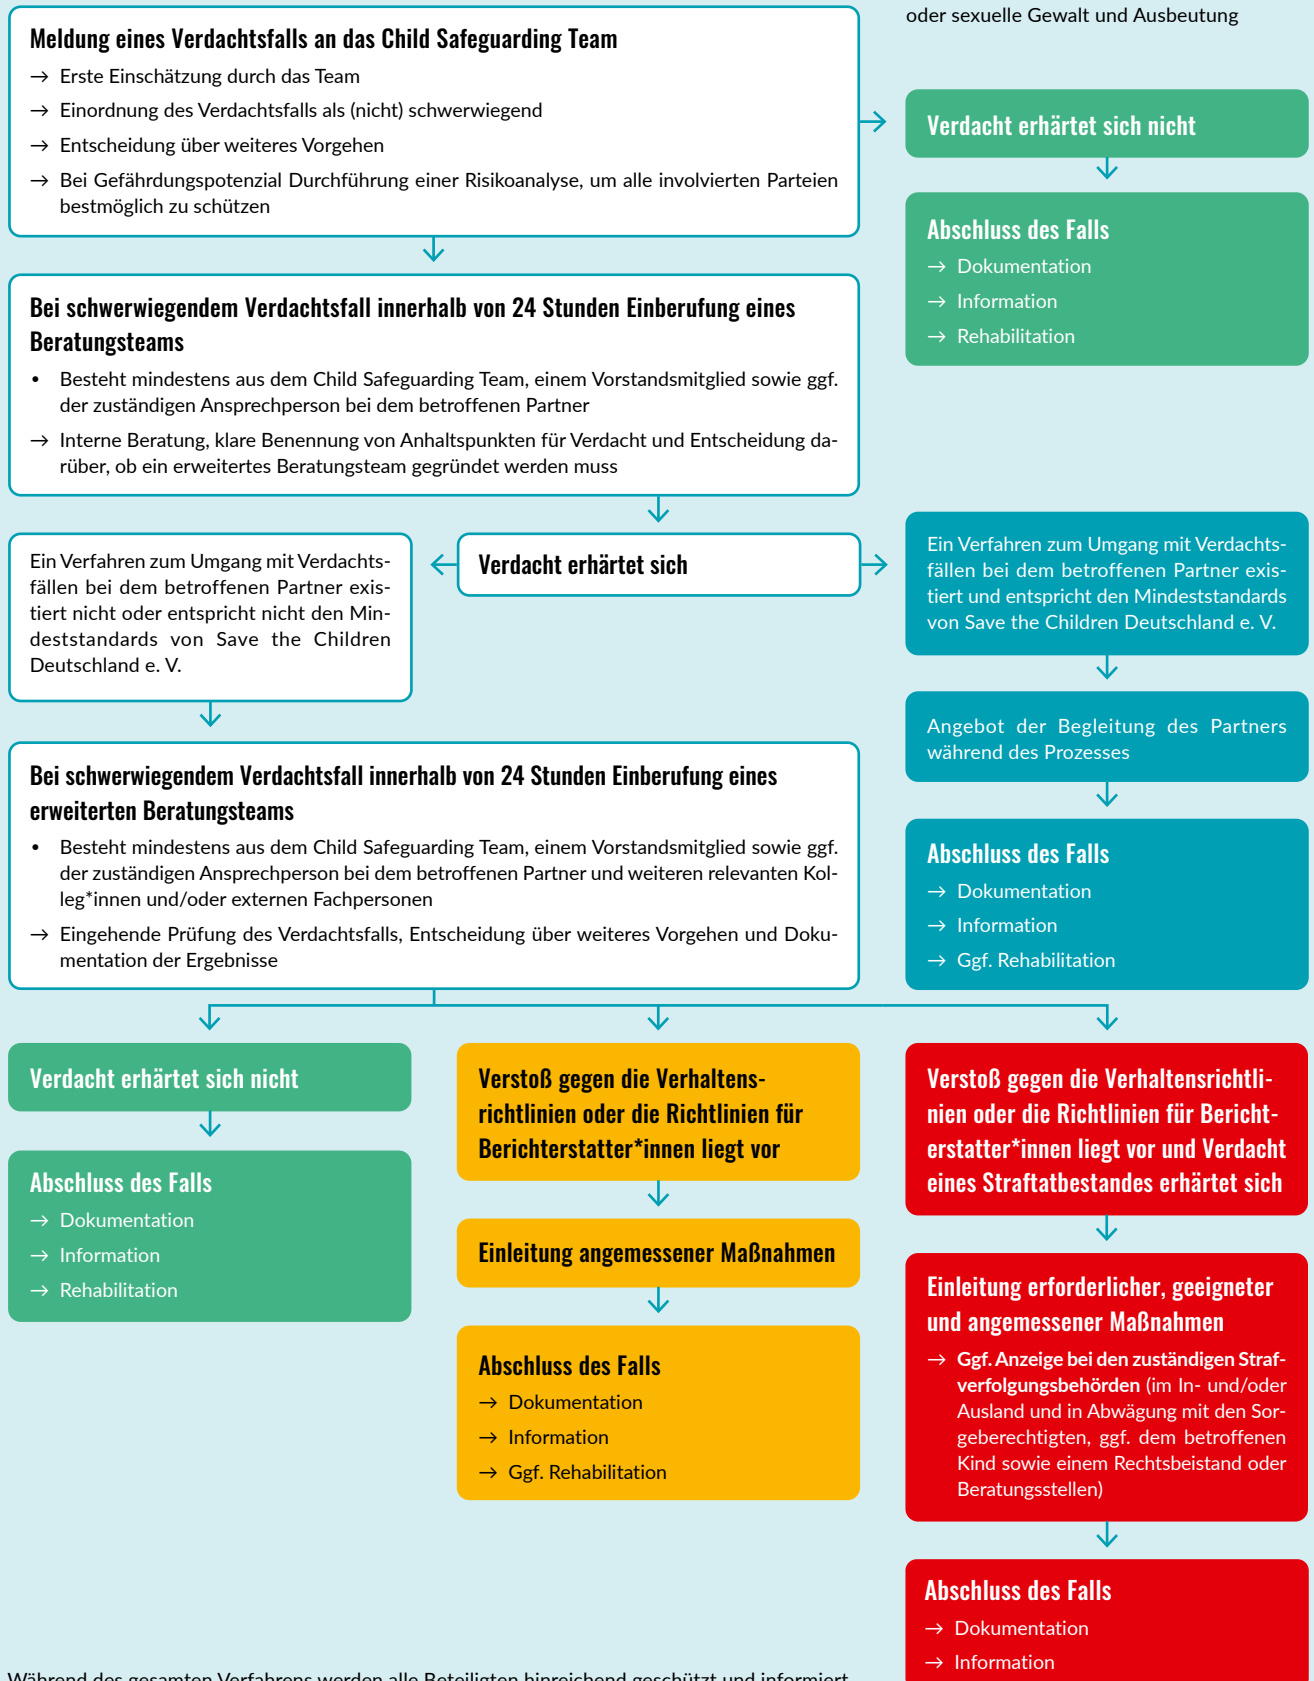 oder sexuelle Gewalt und Ausbeutung
Meldung eines Verdachtsfalls an das Child Safeguarding Team
→ Erste Einschätzung durch das Team
→ Einordnung des Verdachtsfalls als (nicht) schwerwiegend
→ Entscheidung über weiteres Vorgehen
→ Bei Gefährdungspotenzial Durchführung einer Risikoanalyse, um alle involvierten Parteien
bestmöglich zu schützen
Verdacht erhärtet sich nicht
Abschluss des Falls
→ Dokumentation
→ Information
→ Rehabilitation
Bei schwerwiegendem Verdachtsfall innerhalb von 24 Stunden Einberufung eines
Beratungsteams
• Besteht mindestens aus dem Child Safeguarding Team, einem Vorstandsmitglied sowie ggf.
der zuständigen Ansprechperson bei dem betroffenen Partner
→ Interne Beratung, klare Benennung von Anhaltspunkten für Verdacht und Entscheidung da-
rüber, ob ein erweitertes Beratungsteam gegründet werden muss
Verdacht erhärtet sich
Ein Verfahren zum Umgang mit Verdachts-
fällen bei dem betroffenen Partner exis-
tiert nicht oder entspricht nicht den Min-
deststandards von Save the Children
Deutschland e. V.
Ein Verfahren zum Umgang mit Verdachts-
fällen bei dem betroffenen Partner exis-
tiert und entspricht den Mindeststandards
von Save the Children Deutschland e. V.
Angebot der Begleitung des Partners
während des Prozesses
Abschluss des Falls
→ Dokumentation
→ Information
→ Ggf. Rehabilitation
Bei schwerwiegendem Verdachtsfall innerhalb von 24 Stunden Einberufung eines
erweiterten Beratungsteams
• Besteht mindestens aus dem Child Safeguarding Team, einem Vorstandsmitglied sowie ggf.
der zuständigen Ansprechperson bei dem betroffenen Partner und weiteren relevanten Kol-
leg*innen und/oder externen Fachpersonen
→ Eingehende Prüfung des Verdachtsfalls, Entscheidung über weiteres Vorgehen und Doku-
mentation der Ergebnisse
Verdacht erhärtet sich nicht
Abschluss des Falls
→ Dokumentation
→ Information
→ Rehabilitation
Verstoß gegen die Verhaltens-
richtlinien oder die Richtlinien für
Berichterstatter*innen liegt vor
Einleitung angemessener Maßnahmen
Abschluss des Falls
→ Dokumentation
→ Information
→ Ggf. Rehabilitation
Verstoß gegen die Verhaltensrichtli-
nien oder die Richtlinien für Bericht-
erstatter*innen liegt vor und Verdacht
eines Straftatbestandes erhärtet sich
Einleitung erforderlicher, geeigneter
und angemessener Maßnahmen
→ Ggf. Anzeige bei den zuständigen Straf-
verfolgungsbehörden (im In- und/oder
Ausland und in Abwägung mit den Sor-
geberechtigten, ggf. dem betroffenen
Kind sowie einem Rechtsbeistand oder
Beratungsstellen)
Abschluss des Falls
→ Dokumentation
→ Information
Während des gesamten Verfahrens werden alle Beteiligten hinreichend geschützt und informiert.